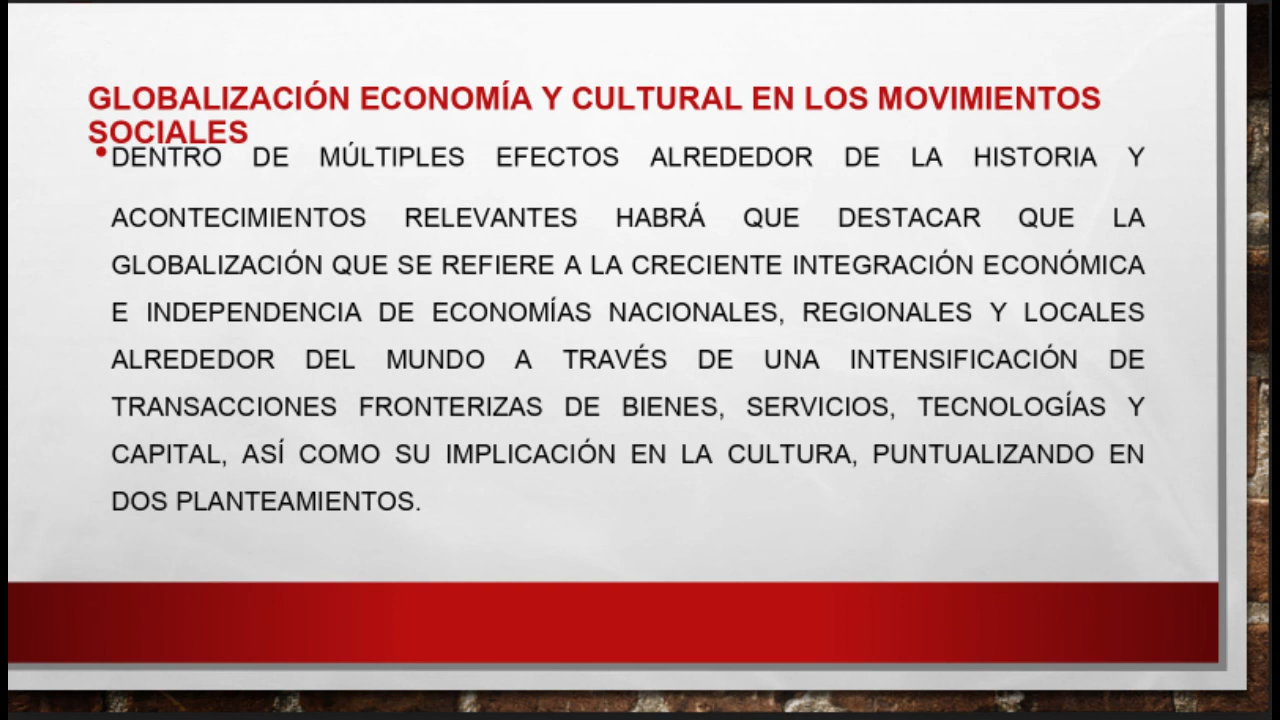 GLOBALIZACIÓN ECONOMÍA Y CULTURAL EN LOS MOVIMIENTOS
SOCIALES
• DENTRO DE MÚLTIPLES EFECTOS ALREDEDOR DE LA HISTORIA Y
ACONTECIMIENTOS RELEVANTES HABRÁ QUE DESTACAR QUE LA
GLOBALIZACIÓN QUE SE REFIERE A LA CRECIENTE INTEGRACIÓN ECONÓMICA
E INDEPENDENCIA DE ECONOMÍAS NACIONALES, REGIONALES Y LOCALES
ALREDEDOR DEL MUNDO A TRAVÉS DE UNA INTENSIFICACIÓN DE
TRANSACCIONES FRONTERIZAS DE BIENES, SERVICIOS, TECNOLOGÍAS Y
CAPITAL, ASÍ COMO SU IMPLICACIÓN EN LA CULTURA, PUNTUALIZANDO EN
DOS PLANTEAMIENTOS.